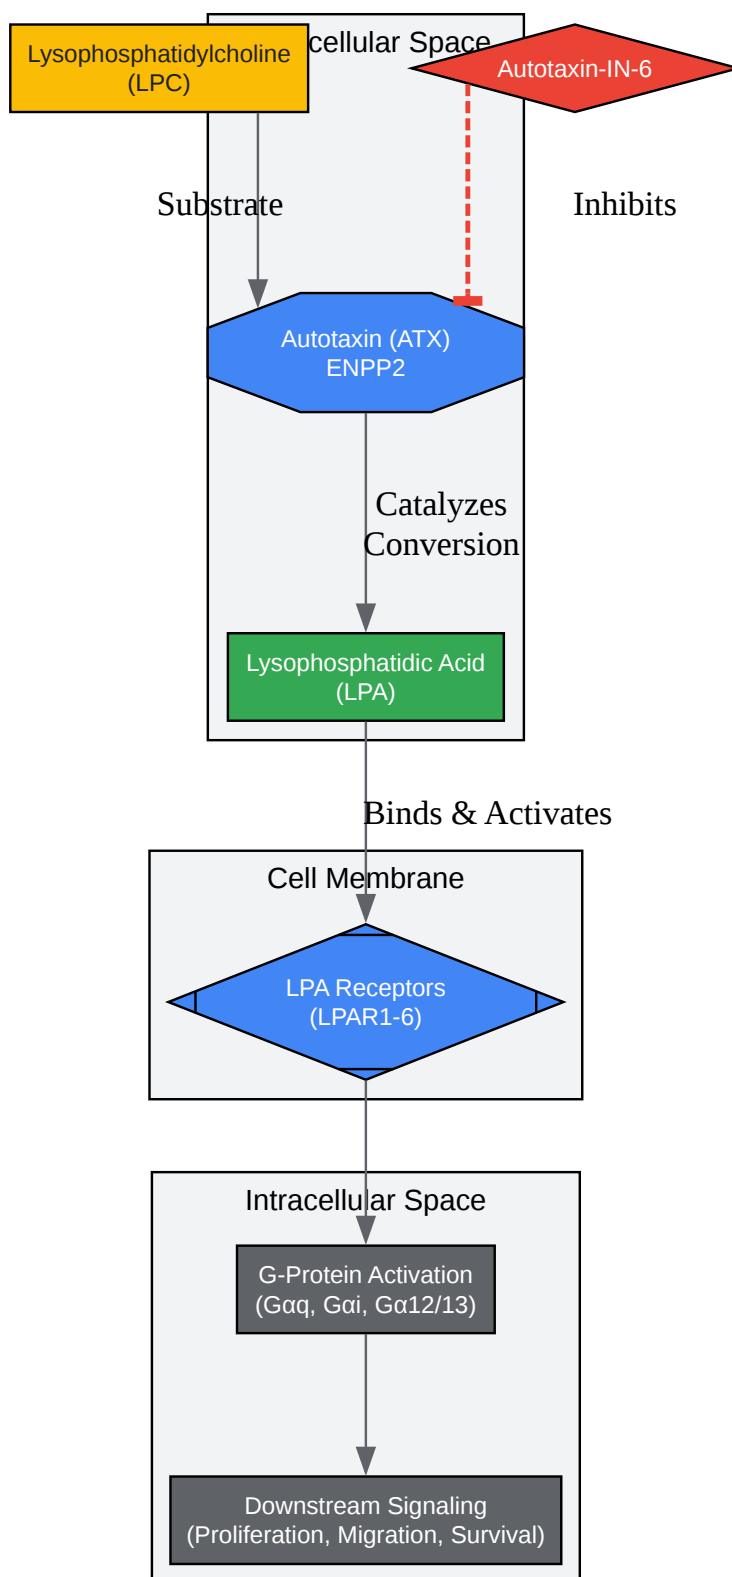 Lysophosphatidylcholine
(LPC)
cellular Space
Autotaxin-IN-6
Substrate
Inhibits
Autotaxin (ATX)
ENPP2
Catalyzes
Conversion
Lysophosphatidic Acid
(LPA)
Binds & Activates
Cell Membrane
LPA Receptors
(LPAR1-6)
Intracellular Space
G-Protein Activation
(Gαq, Gαi, Gα12/13)
Downstream Signaling
(Proliferation, Migration, Survival)